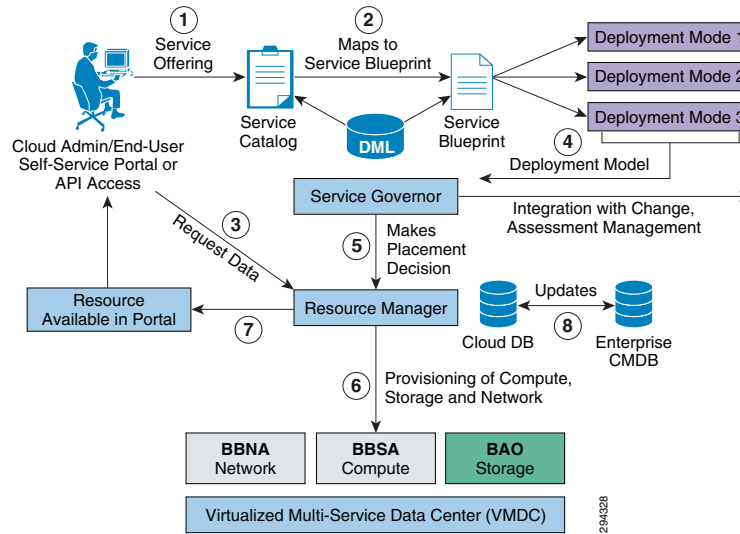 1
Service
Offering
2
Maps to
Service Blueprint
Deployment Mode 1
Deployment Mode 2
Deployment Mode 3
Service
Catalog
DML
Service
Blueprint
Cloud Admin/End-User
Self-Service Portal or
API Access
4
Deployment Model
Service Governor
Integration with Change,
Assessment Management
3
Request Data
5
Makes
Placement
Decision
Resource
Available in Portal
7
Resource Manager
Updates
8
Cloud DB
Enterprise
CMDB
6
Provisioning of Compute,
Storage and Network
BBNA
Network
BBSA
Compute
BAO
Storage
Virtualized Multi-Service Data Center (VMDC)
294328